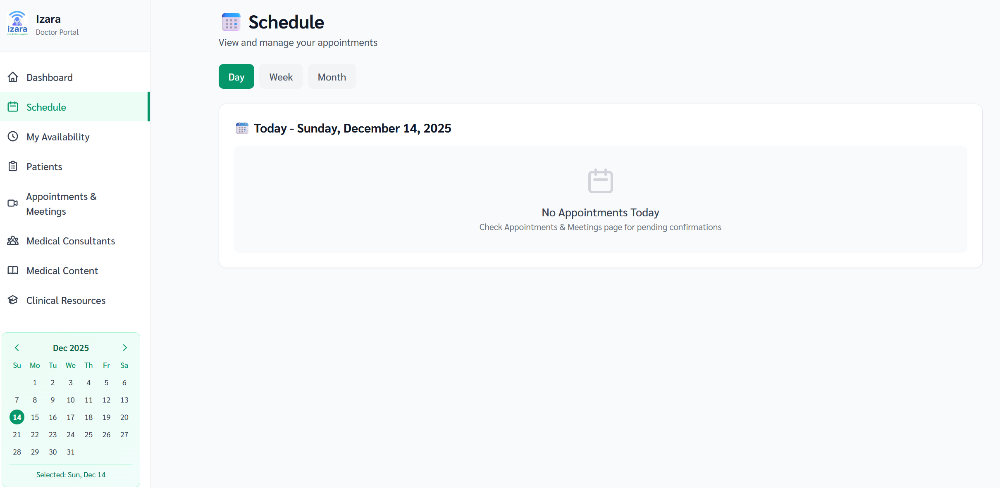 izara
your doctor anywhere
Izara
Doctor Portal
Dashboard
Schedule
My Availability
Patients
Appointments &
Meetings
Medical Consultants
Medical Content
Clinical Resources
Dec 2025
Su Mo Tu We Th Fr Sa
1 2 3 4 5 6
7 8 9 10 11 12 13
14 15 16 17 18 19 20
21 22 23 24 25 26 27
28 29 30 31
Selected: Sun, Dec 14
Schedule
View and manage your appointments
Day Week Month
Today - Sunday, December 14, 2025
No Appointments Today
Check Appointments & Meetings page for pending confirmations